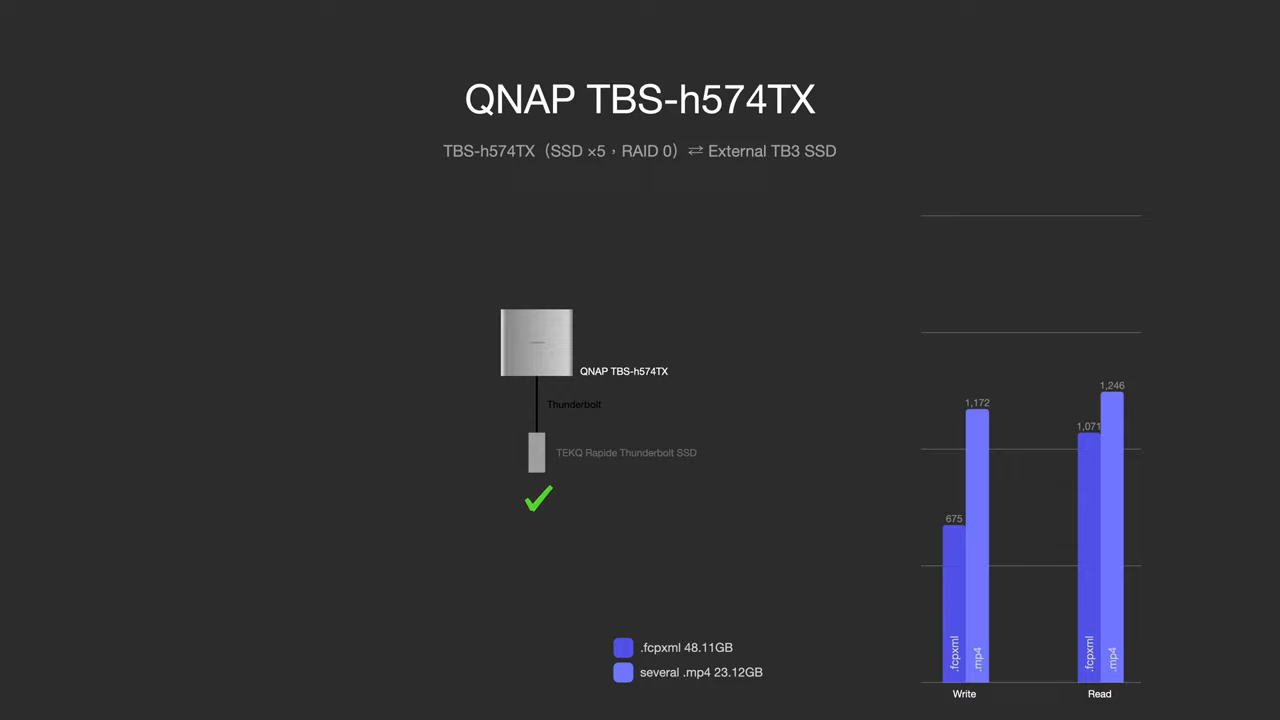 QNAP TBS-h574TX
TBS-h574TX（SSD ×5，RAID 0）⇄ External TB3 SSD
QNAP TBS-h574TX
Thunderbolt
TEKQ Rapide Thunderbolt SSD
.fcpxml 48.11GB
several .mp4 23.12GB
675
1,172
1,071
1,246
.fcpxml
.mp4
.fcpxml
.mp4
Write
Read